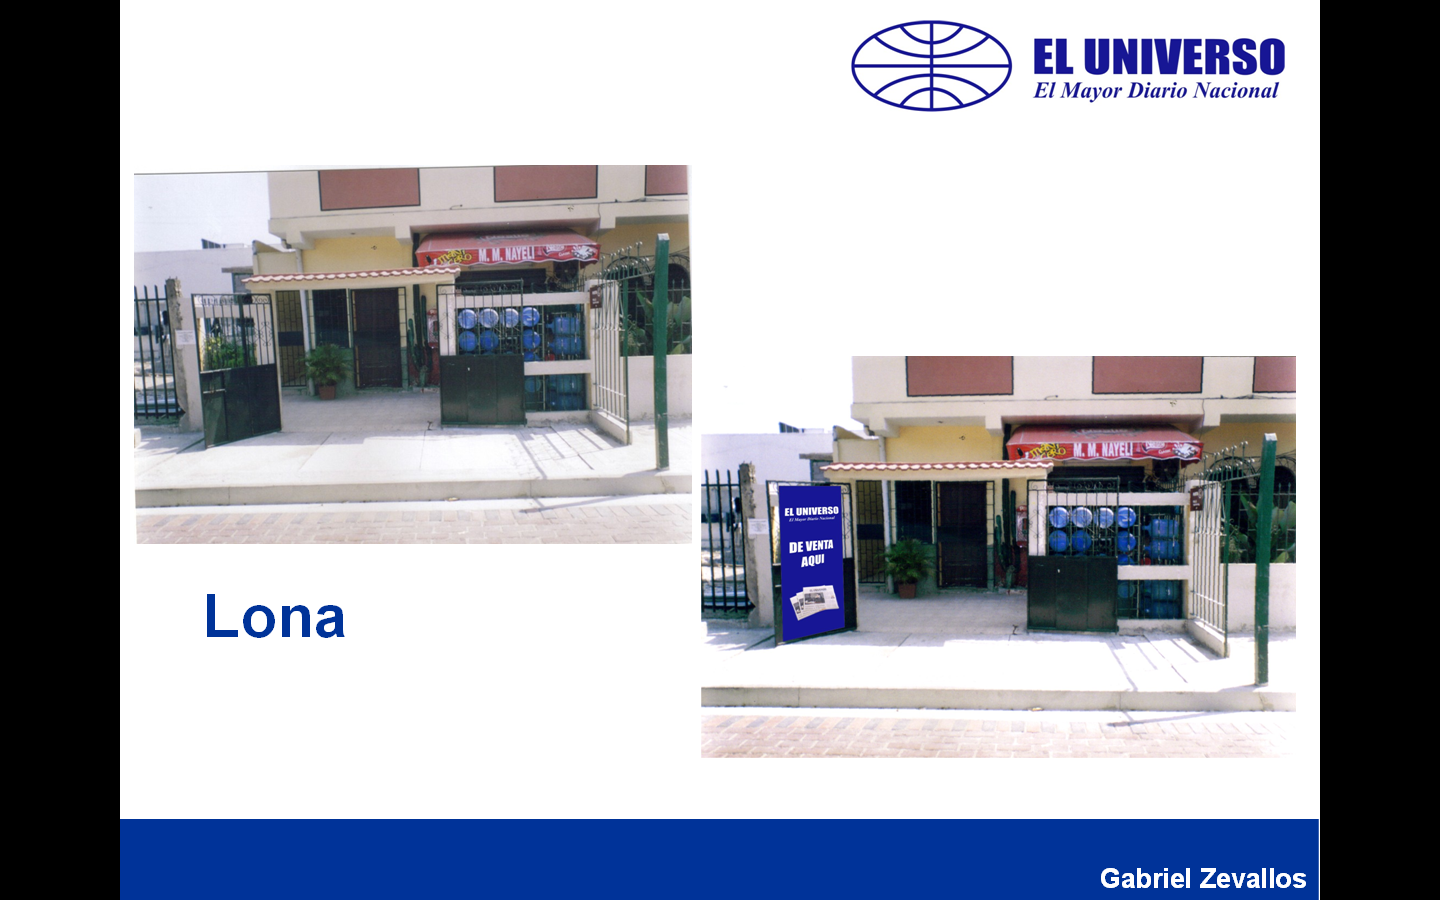 EL UNIVERSO
El Mayor Diario Nacional
M. M. NAYELI
Lona
M. M. NAYELI
EL UNIVERSO
El Mayor Diario Nacional
DE VENTA
AQUI
Gabriel Zevallos